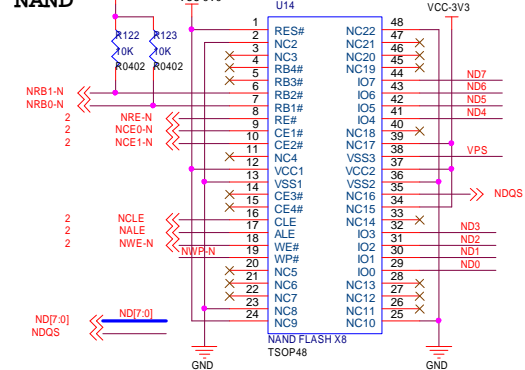 NAND
U14
VCC-3V3
R122
10K
R0402
R123
10K
R0402
NRB1-N
NRB0-N
2 NRE-N
2 NCE0-N
2 NCE1-N
2 NCLE
2 NALE
2 NWE-N
NWP-N
ND[7:0] ND[7:0]
NDQS
GND
1 RES# NC22 48
2 NC2 NC21 47
3 NC3 NC20 46
4 RB4# NC19 45
5 RB3# IO7 44 ND7
6 RB2# IO6 43 ND6
7 RB1# IO5 42 ND5
8 RE# IO4 41 ND4
9 CE1# NC18 40
10 CE2# NC17 39
11 NC4 VSS3 38 VPS
12 VCC1 VCC2 37
13 VSS1 VSS2 36
14 CE3# NC16 35 NDQS
15 CE4# NC15 34
16 CLE NC14 33
17 ALE IO3 32 ND3
18 WE# IO2 31 ND2
19 WP# IO1 30 ND1
20 NC5 IO0 29 ND0
21 NC6 NC13 28
22 NC7 NC12 27
23 NC8 NC11 26
24 NC9 NC10 25
NAND FLASH X8
TSOP48
GND